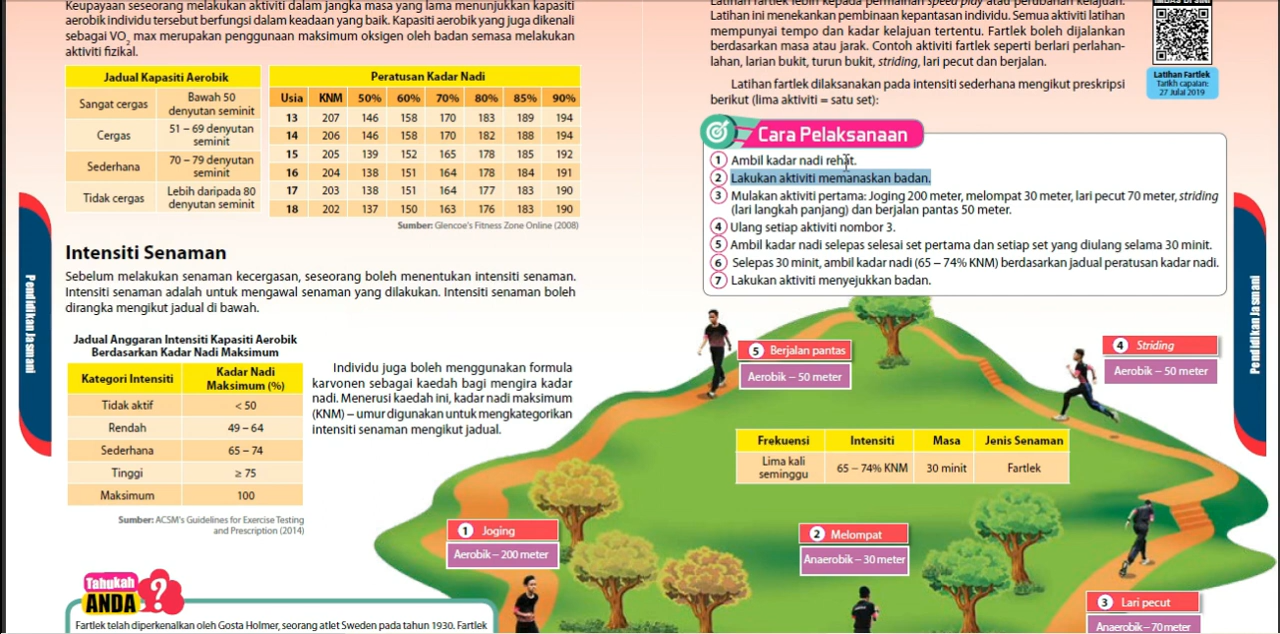 Keupayaan seseorang melakukan aktiviti dalam jangka masa yang lama menunjukkan kapasiti
aerobik individu tersebut berfungsi dalam keadaan yang baik. Kapasiti aerobik yang juga dikenali
sebagai VO2 max merupakan penggunaan maksimum oksigen oleh badan semasa melakukan
aktiviti fizikal.
Jadual Kapasiti Aerobik
Sangat cergas Bawah 50 denyutan seminit
Cergas 51 – 69 denyutan seminit
Sederhana 70 – 79 denyutan seminit
Tidak cergas Lebih daripada 80 denyutan seminit
Peratusan Kadar Nadi
Usia KNM 50% 60% 70% 80% 85% 90%
13 207 146 158 170 183 189 194
14 206 146 158 170 182 188 194
15 205 139 152 165 178 185 192
16 204 138 151 164 178 184 191
17 203 138 151 164 177 183 190
18 202 137 150 163 176 183 190
Sumber: Glencoe's Fitness Zone Online (2008)
Intensiti Senaman
Sebelum melakukan senaman kecergasan, seseorang boleh menentukan intensiti senaman.
Intensiti senaman adalah untuk mengawal senaman yang dilakukan. Intensiti senaman boleh
dirangka mengikut jadual di bawah.
Jadual Anggaran Intensiti Kapasiti Aerobik
Berdasarkan Kadar Nadi Maksimum
Kategori Intensiti Kadar Nadi Maksimum (%)
Tidak aktif < 50
Rendah 49 – 64
Sederhana 65 – 74
Tinggi ≥ 75
Maksimum 100
Sumber: ACSM's Guidelines for Exercise Testing
and Prescription (2014)
Individu juga boleh menggunakan formula
karvonen sebagai kaedah bagi mengira kadar
nadi. Menerusi kaedah ini, kadar nadi maksimum
(KNM) – umur digunakan untuk mengkategorikan
intensiti senaman mengikut jadual.
Tahukah
ANDA ?
Fartlek telah diperkenalkan oleh Gosta Holmer, seorang atlet Sweden pada tahun 1930. Fartlek
Pendidikan Jasmani
Latihan fartlek lebih kepada permainan speed play atau perubahan kelajuan.
Latihan ini menekankan pembinaan kepantasan individu. Semua aktiviti latihan
mempunyai tempo dan kadar kelajuan tertentu. Fartlek boleh dijalankan
berdasarkan masa atau jarak. Contoh aktiviti fartlek seperti berlari perlahan-
lahan, larian bukit, turun bukit, striding, lari pecut dan berjalan.
Latihan fartlek dilaksanakan pada intensiti sederhana mengikut preskripsi
berikut (lima aktiviti = satu set):
Latihan Fartlek
Tarikh capaian:
27 Julai 2019
Cara Pelaksanaan
1 Ambil kadar nadi rehat.
2 Lakukan aktiviti memanaskan badan.
3 Mulakan aktiviti pertama: Joging 200 meter, melompat 30 meter, lari pecut 70 meter, striding
(lari langkah panjang) dan berjalan pantas 50 meter.
4 Ulang setiap aktiviti nombor 3.
5 Ambil kadar nadi selepas selesai set pertama dan setiap set yang diulang selama 30 minit.
6 Selepas 30 minit, ambil kadar nadi (65 – 74% KNM) berdasarkan jadual peratusan kadar nadi.
7 Lakukan aktiviti menyejukkan badan.
5 Berjalan pantas
Aerobik – 50 meter
4 Striding
Aerobik – 50 meter
Frekuensi Intensiti Masa Jenis Senaman
Lima kali seminggu 65 – 74% KNM 30 minit Fartlek
1 Joging
Aerobik – 200 meter
2 Melompat
Anaerobik – 30 meter
3 Lari pecut
Anaerobik – 70 meter
Pendidikan Jasmani